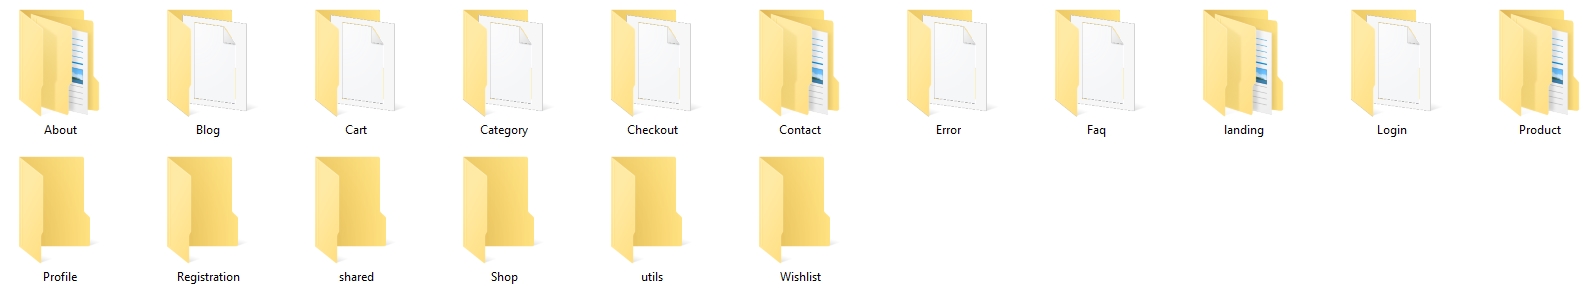 About
Blog
Cart
Category
Checkout
Contact
Error
Faq
landing
Login
Product
Profile
Registration
shared
Shop
utils
Wishlist